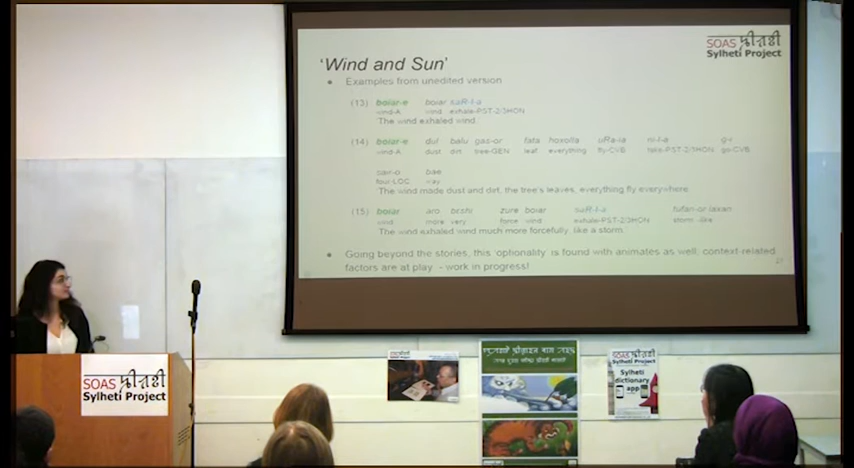 SOAS ꠍꠤꠟꠐꠤ
Sylheti Project
'Wind and Sun'
• Examples from unedited version
(13) boiar-e boiar saR-l-a
wind-A wind exhale-PST-2/3HON
The wind exhaled wind.
(14) boiar-e dul balu gas-or fata hovolla uRa-ia ni-l-a g-i
wind-A dust dirt tree-GEN leaf everything fly-CVB take-PST-2/3HON go-CVB
sair-o bae
four-LOC way
The wind made dust and dirt, the tree's leaves, everything fly everywhere.
(15) boiar aro beshi zure boiar saR-l-a tufan-or laxan
wind more very force wind exhale-PST-2/3HON storm -like
The wind exhaled wind much more forcefully, like a storm.
• Going beyond the stories, this 'optionality' is found with animates as well: context-related
factors are at play - work in progress!
27
SOAS
Sylheti Project
SOAS
Sylheti
dictionary
app